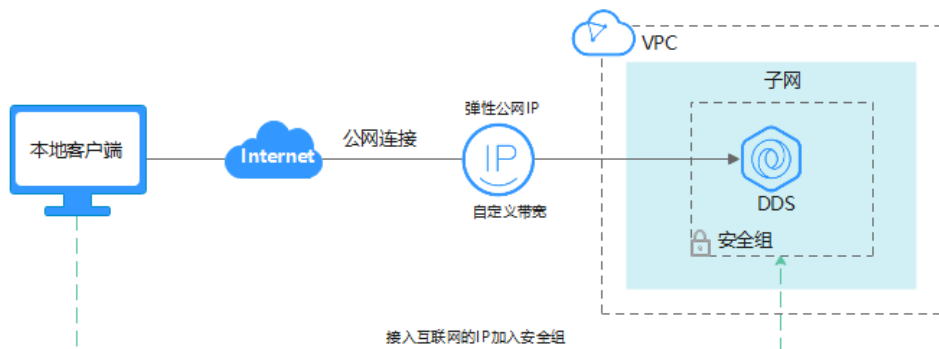 VPC
子网
弹性公网IP
本地客户端
Internet
公网连接
IP
自定义带宽
DDS
安全组
接入互联网的IP加入安全组